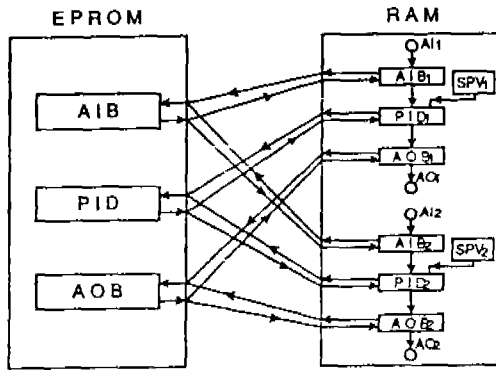 EPROM
RAM
AIB
PID
AOB
AI1
AIB1
SPV1
PID1
AOB1
AO1
AI2
AIB2
SPV2
PID2
AOB2
AO2